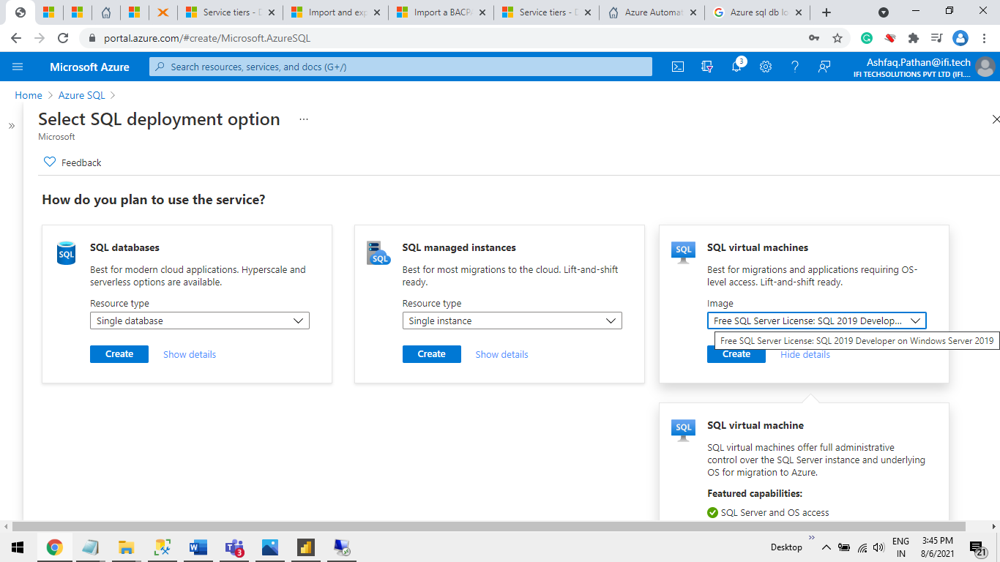 Service tiers - D
Import and exp
Import a BACPA
Service tiers - D
Azure Automat
Azure sql db lo
portal.azure.com/#create/Microsoft.AzureSQL
Microsoft Azure
Search resources, services, and docs (G+/)
3
Ashfaq.Pathan@ifi.tech
IFI TECHSOLUTIONS PVT LTD (IFI....
Home > Azure SQL >
Select SQL deployment option ...
Microsoft
Feedback
How do you plan to use the service?
SQL
SQL databases
Best for modern cloud applications. Hyperscale and
serverless options are available.
Resource type
Single database
Create
Show details
SQL
SQL managed instances
Best for most migrations to the cloud. Lift-and-shift
ready.
Resource type
Single instance
Create
Show details
SQL
SQL virtual machines
Best for migrations and applications requiring OS-
level access. Lift-and-shift ready.
Image
Free SQL Server License: SQL 2019 Develop...
Free SQL Server License: SQL 2019 Developer on Windows Server 2019
Create
Hide details
SQL
SQL virtual machine
SQL virtual machines offer full administrative
control over the SQL Server instance and underlying
OS for migration to Azure.
Featured capabilities:
SQL Server and OS access
3
Desktop
ENG
IN
3:45 PM
8/6/2021
21